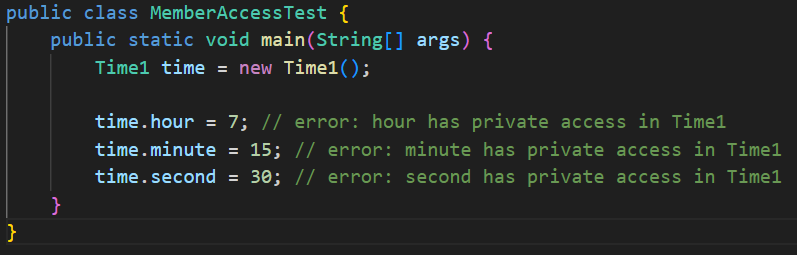 public class MemberAccessTest {
    public static void main(String[] args) {
        Time1 time = new Time1();

        time.hour = 7; // error: hour has private access in Time1
        time.minute = 15; // error: minute has private access in Time1
        time.second = 30; // error: second has private access in Time1
    }
}